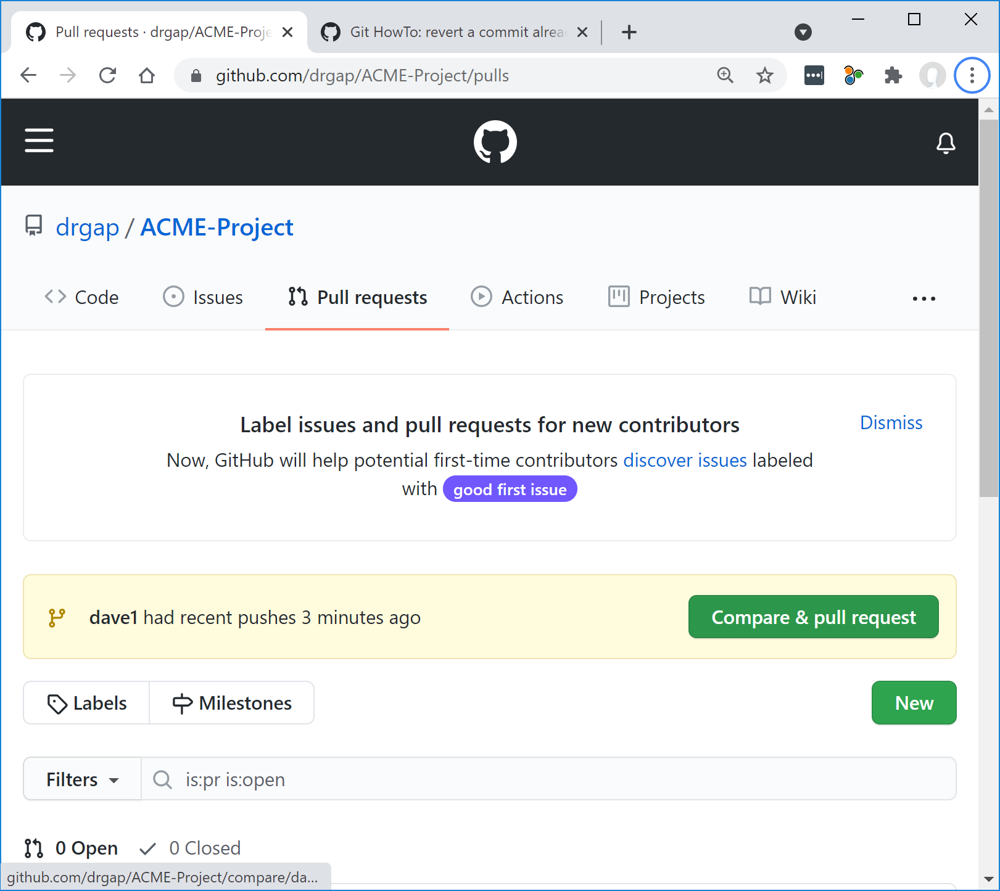 Pull requests · drgap/ACME-Proje
Git HowTo: revert a commit alrea
github.com/drgap/ACME-Project/pulls
drgap / ACME-Project
Code
Issues
Pull requests
Actions
Projects
Wiki
...
Label issues and pull requests for new contributors
Dismiss
Now, GitHub will help potential first-time contributors discover issues labeled
with good first issue
dave1 had recent pushes 3 minutes ago
Compare & pull request
Labels
Milestones
New
Filters
is:pr is:open
0 Open
0 Closed
github.com/drgap/ACME-Project/compare/da...